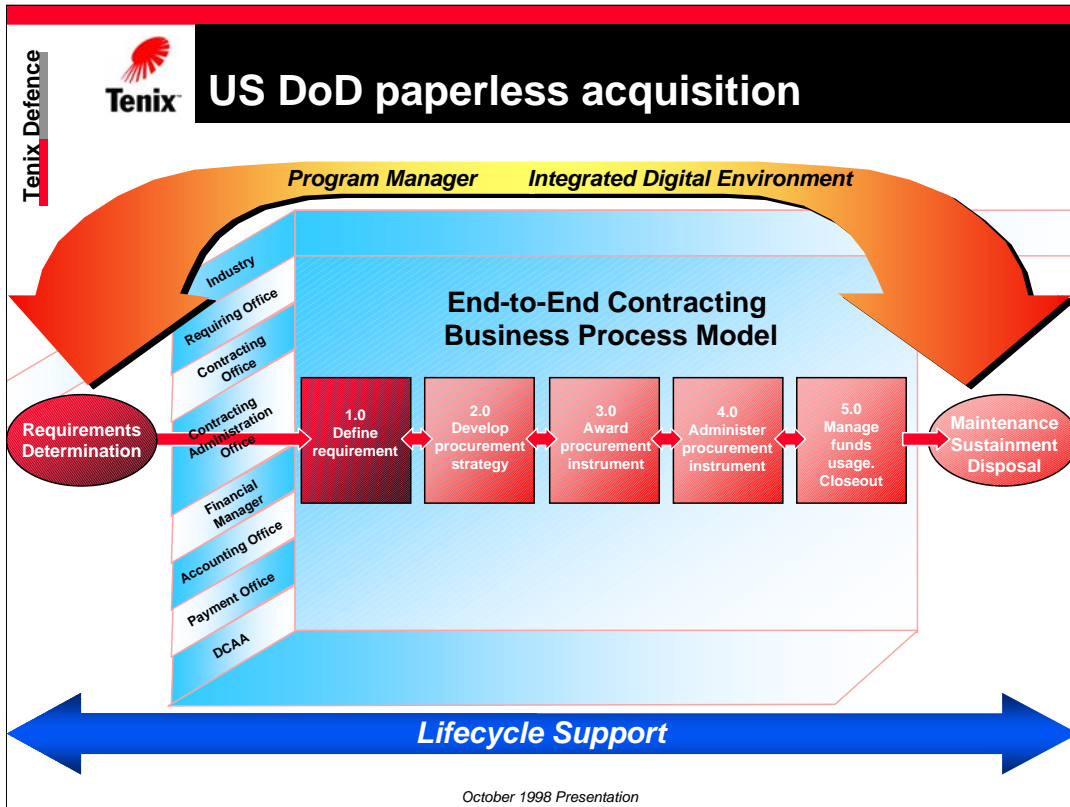 Tenix Defence
Tenix™
US DoD paperless acquisition
Program Manager Integrated Digital Environment
Industry
Requiring Office
Contracting
Office
Contracting
Administration
Office
Financial
Manager
Accounting Office
Payment Office
DCAA
End-to-End Contracting
Business Process Model
Requirements
Determination
1.0
Define
requirement
2.0
Develop
procurement
strategy
3.0
Award
procurement
instrument
4.0
Administer
procurement
instrument
5.0
Manage
funds
usage.
Closeout
Maintenance
Sustainment
Disposal
Lifecycle Support
October 1998 Presentation